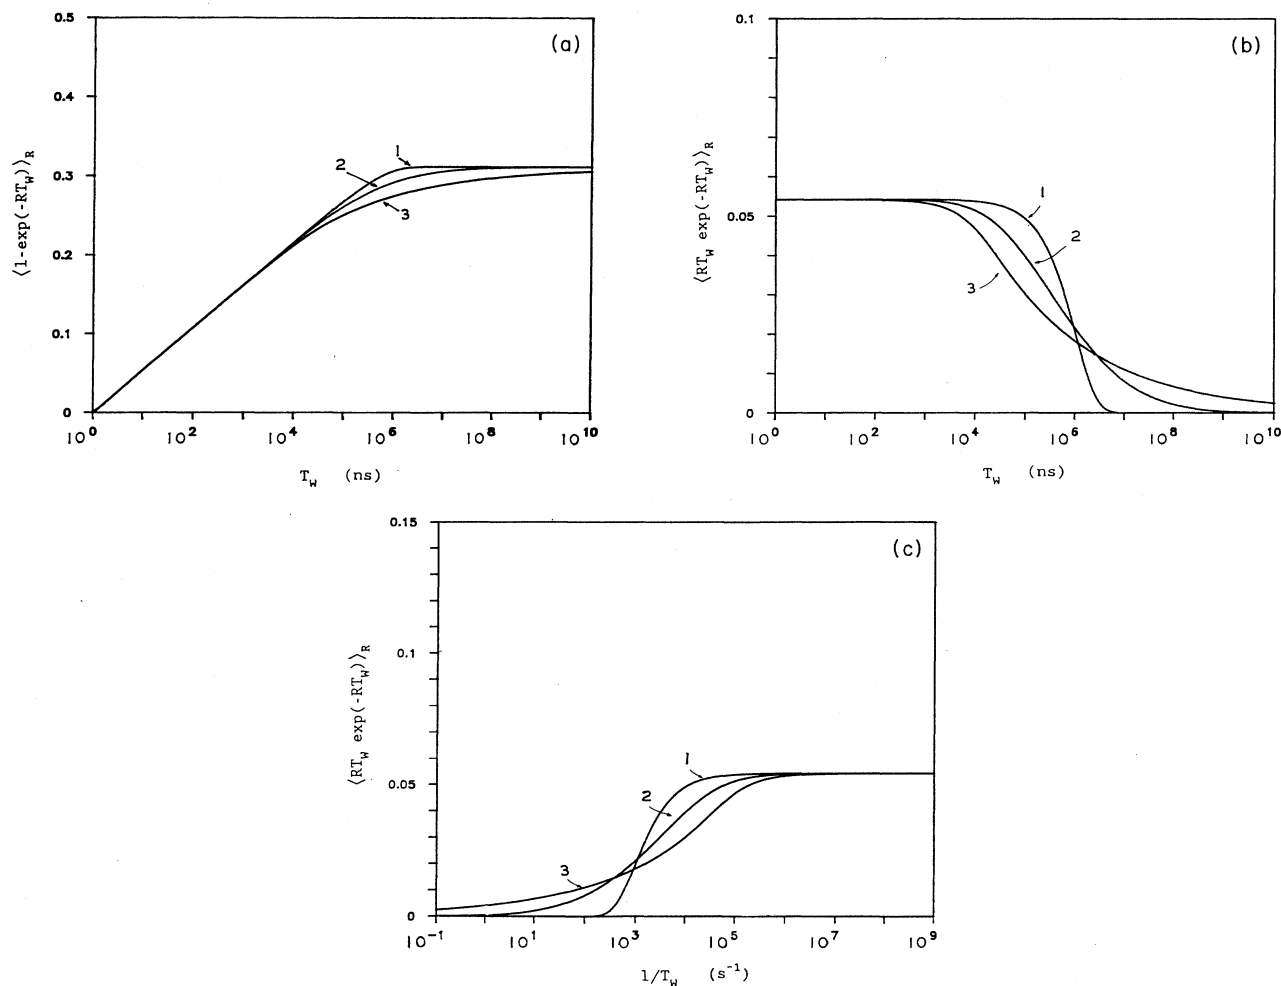 (a)
0.5
0.4
0.3
0.2
0.1
0
⟨1-exp(-RT_W)⟩_R
1
2
3
10^0 10^2 10^4 10^6 10^8 10^10
T_W (ns)
(b)
0.1
0.05
0
⟨RT_W exp(-RT_W)⟩_R
1
2
3
10^0 10^2 10^4 10^6 10^8 10^10
T_W (ns)
(c)
0.15
0.1
0.05
0
⟨RT_W exp(-RT_W)⟩_R
1
2
3
10^-1 10^1 10^3 10^5 10^7 10^9
1/T_W (s^-1)